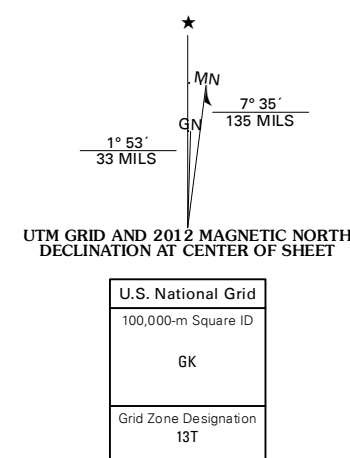 ★
MN
7° 35´
135 MILS
GN
1° 53´
33 MILS
UTM GRID AND 2012 MAGNETIC NORTH
DECLINATION AT CENTER OF SHEET
U.S. National Grid
100,000-m Square ID
GK
Grid Zone Designation
13T